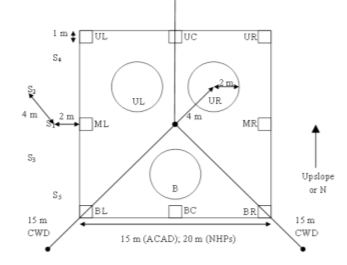 1 m
UL
UC
UR
S₄
S₂
UL
UR
2 m
4 m
S₁
2 m
ML
4 m
MR
S₃
Upslope
or N
B
S₅
BL
BC
BR
15 m
CWD
15 m
CWD
15 m (ACAD); 20 m (NHPs)